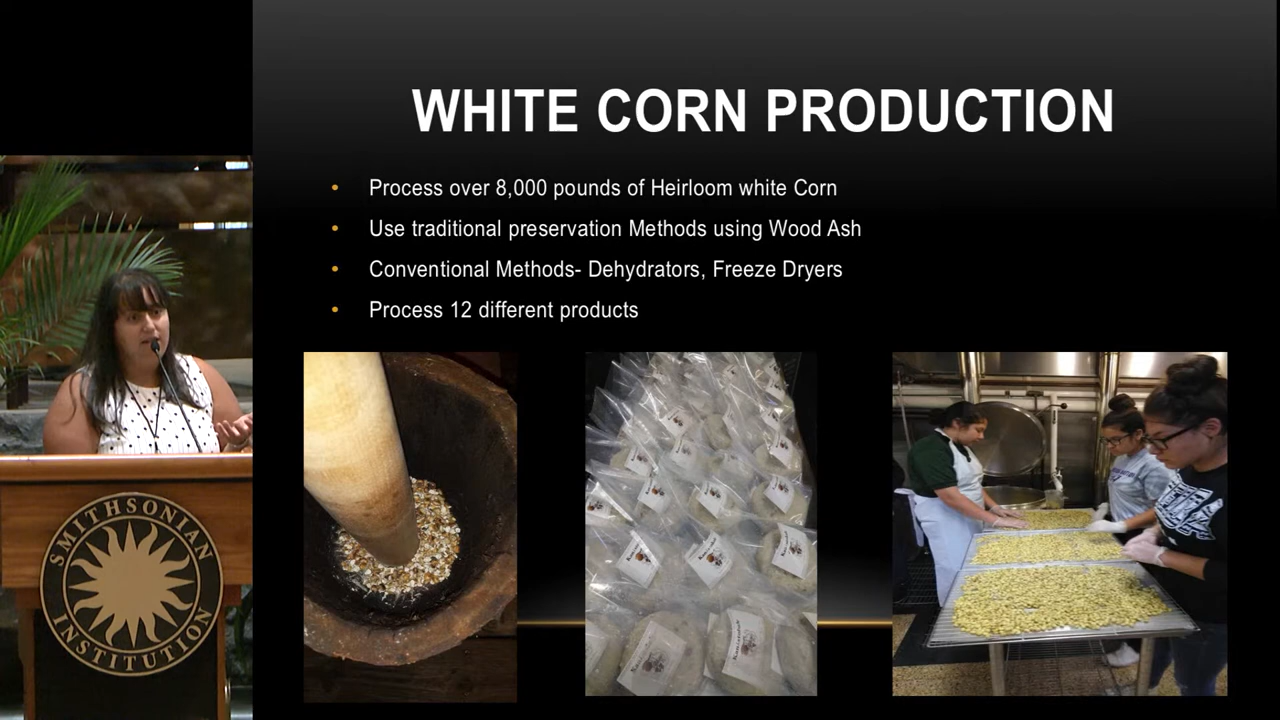 WHITE CORN PRODUCTION
• Process over 8,000 pounds of Heirloom white Corn
• Use traditional preservation Methods using Wood Ash
• Conventional Methods- Dehydrators, Freeze Dryers
• Process 12 different products
SMITHSONIAN
INSTITUTION